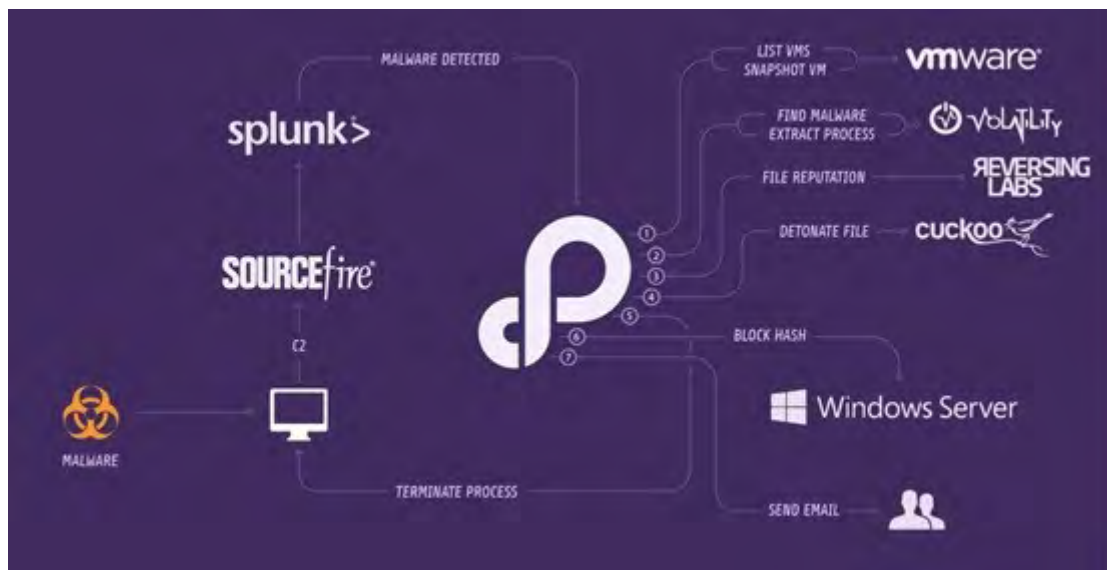 MALWARE DETECTED
splunk>
SOURCEfire®
C2
MALWARE
TERMINATE PROCESS
1
LIST VMS
SNAPSHOT VM
vmware®
2
FIND MALWARE
EXTRACT PROCESS
VOLATILITY
3
FILE REPUTATION
REVERSING
LABS
4
DETONATE FILE
cuckoo
5
6
BLOCK HASH
Windows Server
7
SEND EMAIL